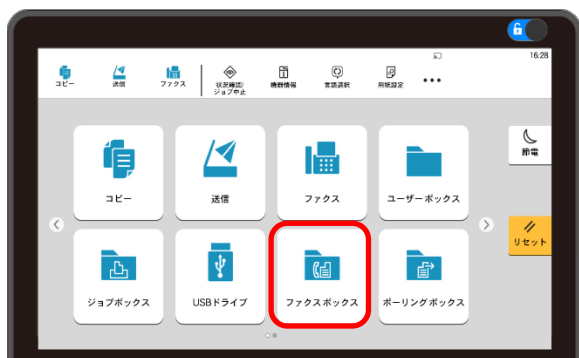 16:28
コピー
送信
ファクス
状況確認/
ジョブ中止
機器情報
言語選択
用紙設定
節電
コピー
送信
ファクス
ユーザーボックス
リセット
ジョブボックス
USBドライブ
ファクスボックス
ポーリングボックス